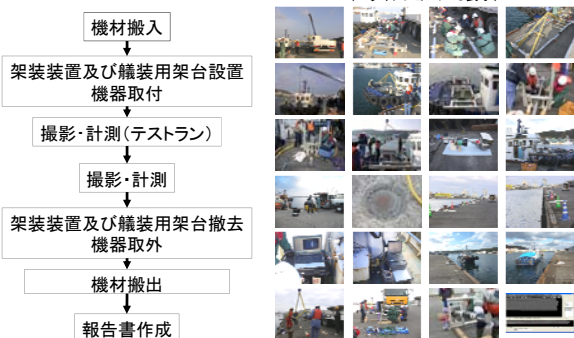 機材搬入
架装装置及び艤装用架台設置
機器取付
撮影・計測(テストラン)
撮影・計測
架装装置及び艤装用架台撤去
機器取外
機材搬出
報告書作成